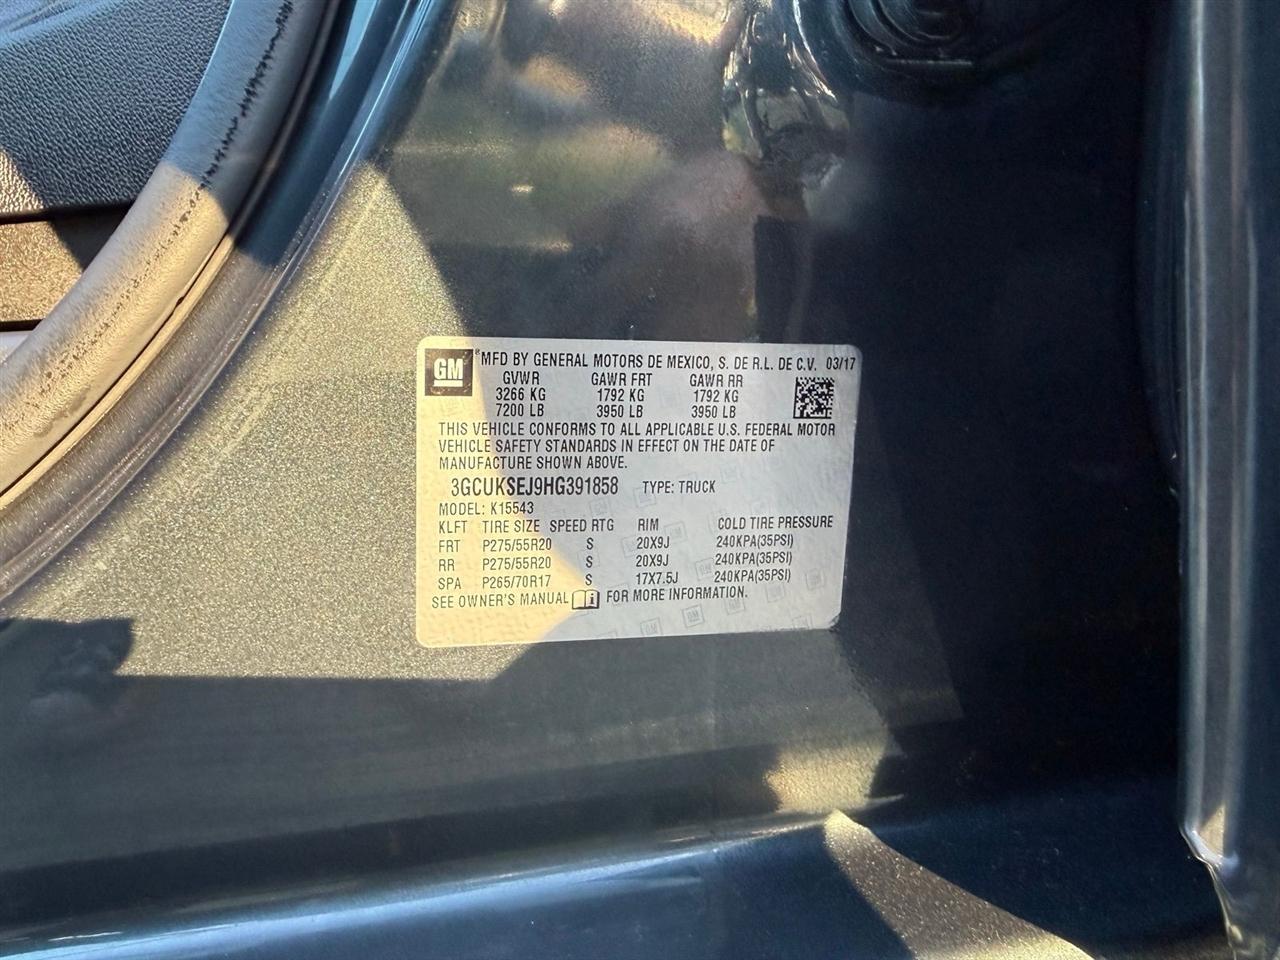 GM ® MFD BY GENERAL MOTORS DE MEXICO, S. DE R.L. DE C.V. 03/17
GVWR GAWR FRT GAWR RR
3266 KG 1792 KG 1792 KG
7200 LB 3950 LB 3950 LB
THIS VEHICLE CONFORMS TO ALL APPLICABLE U.S. FEDERAL MOTOR
VEHICLE SAFETY STANDARDS IN EFFECT ON THE DATE OF
MANUFACTURE SHOWN ABOVE.
3GCUKSEJ9HG391858 TYPE: TRUCK
MODEL: K15543
KLFT TIRE SIZE SPEED RTG RIM COLD TIRE PRESSURE
FRT P275/55R20 S 20X9J 240KPA(35PSI)
RR P275/55R20 S 20X9J 240KPA(35PSI)
SPA P265/70R17 S 17X7.5J 240KPA(35PSI)
SEE OWNER'S MANUAL i FOR MORE INFORMATION.